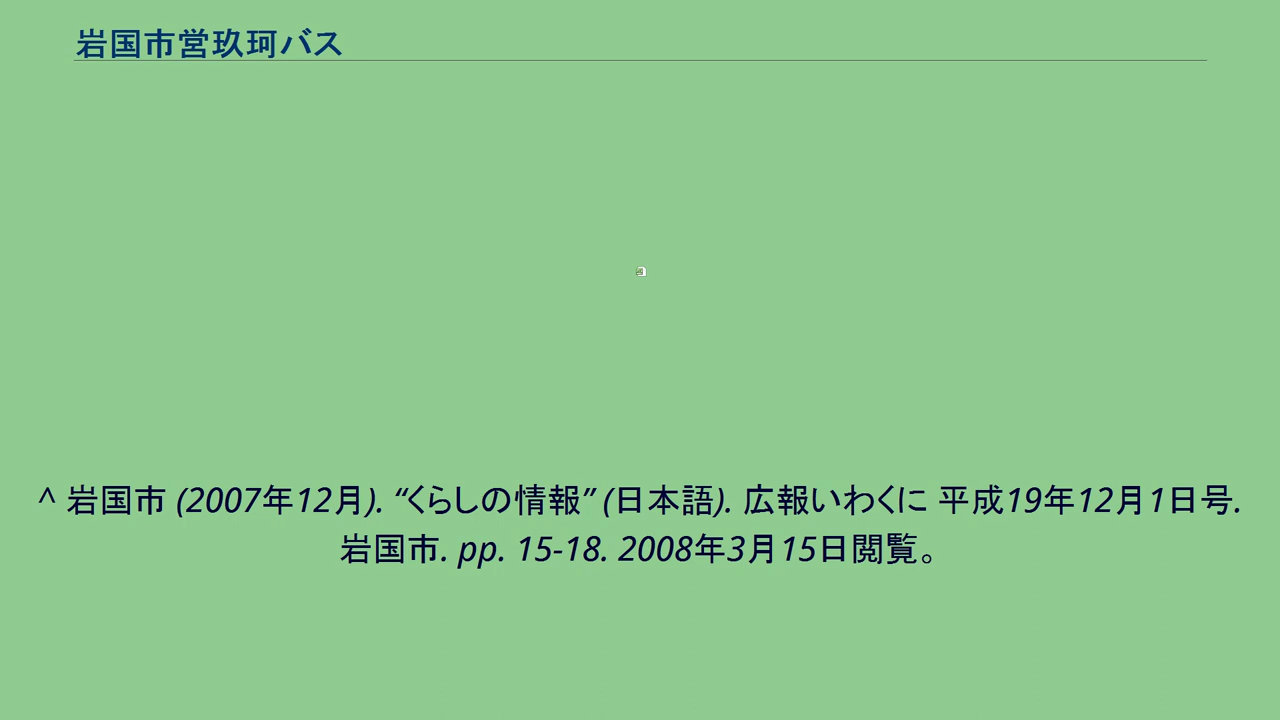 岩国市営玖珂バス
^ 岩国市 (2007年12月). “くらしの情報” (日本語). 広報いわくに 平成19年12月1日号.
岩国市. pp. 15-18. 2008年3月15日閲覧。